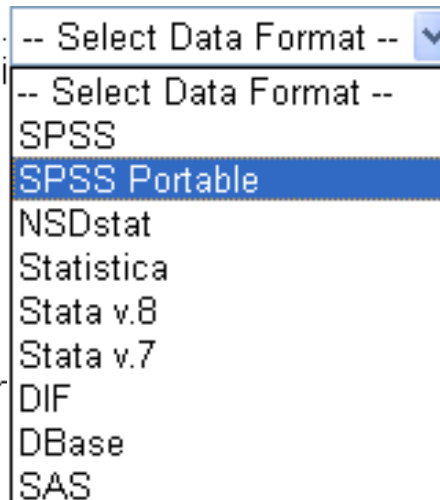 -- Select Data Format --
-- Select Data Format --
SPSS
SPSS Portable
NSDstat
Statistica
Stata v.8
Stata v.7
DIF
DBase
SAS